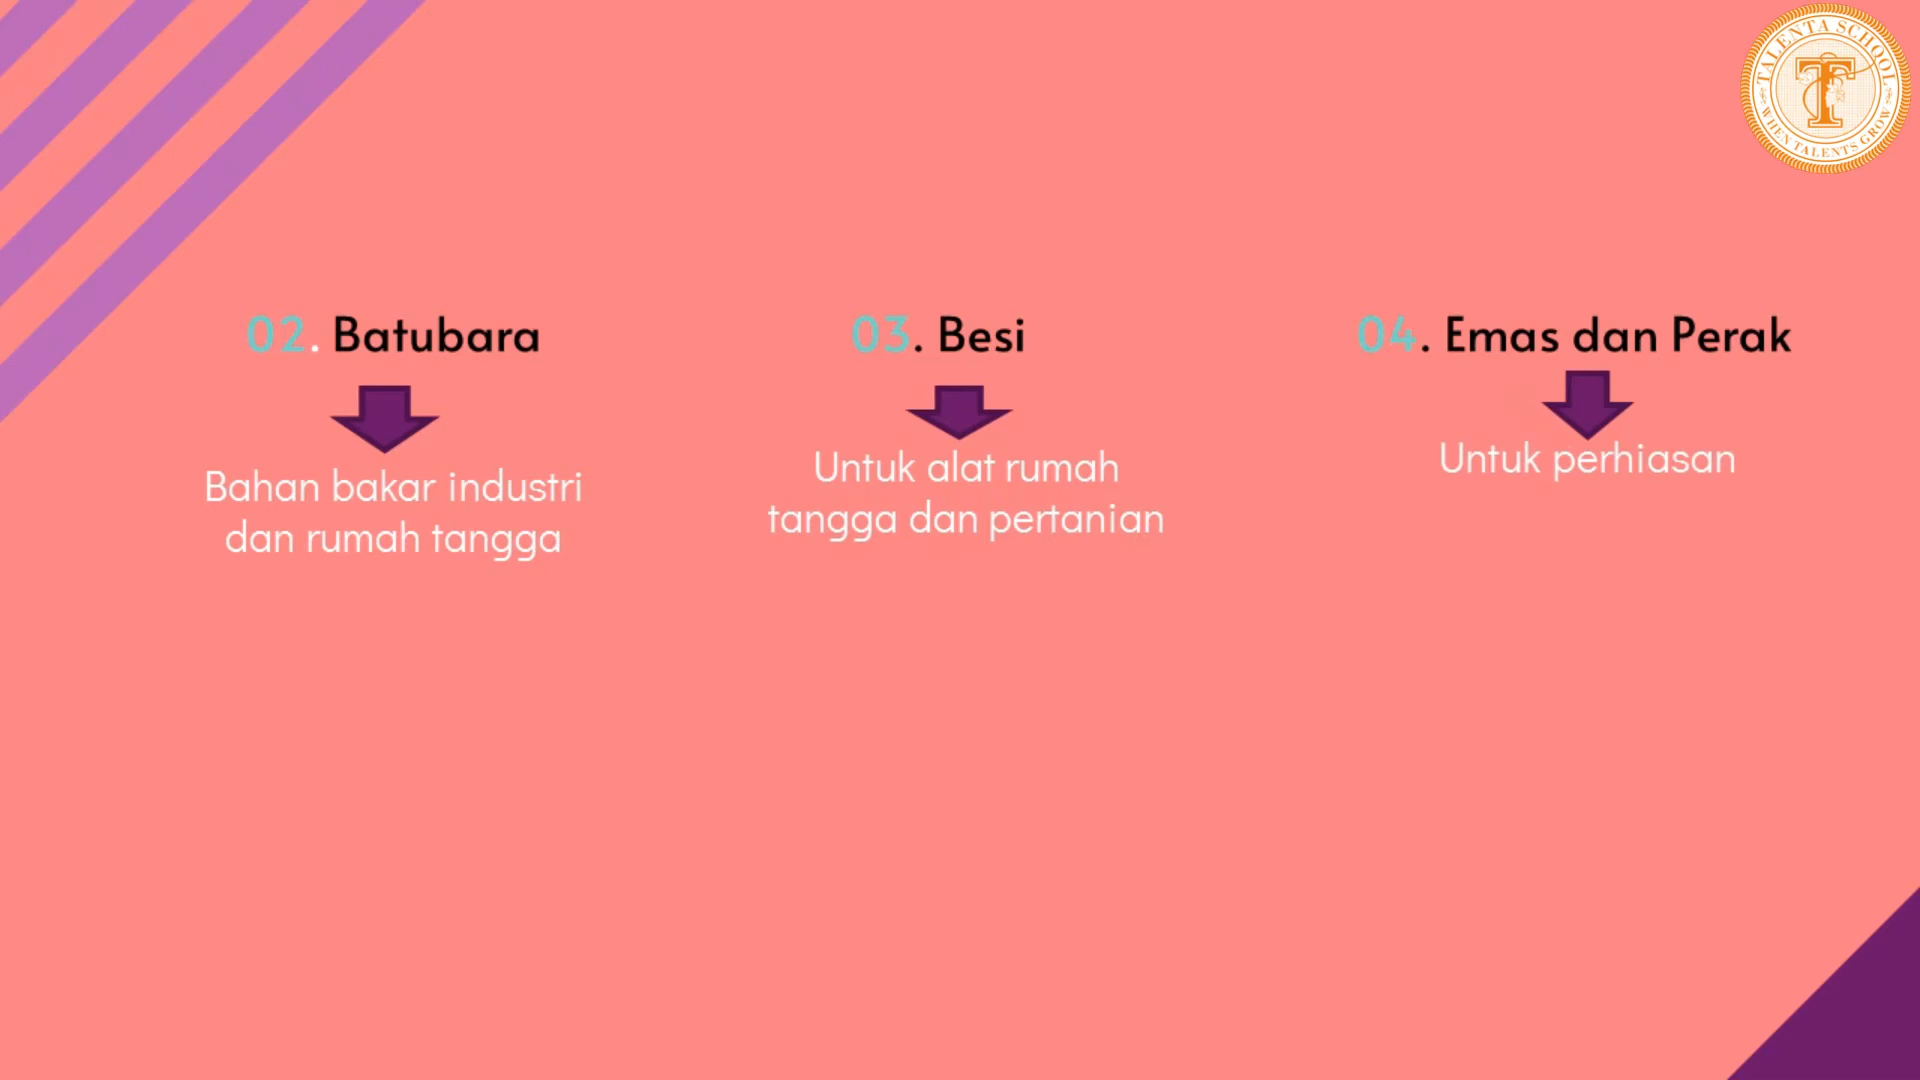 TALENTA SCHOOL
WHEN TALENTS GROW
02. Batubara
Bahan bakar industri
dan rumah tangga
03. Besi
Untuk alat rumah
tangga dan pertanian
04. Emas dan Perak
Untuk perhiasan